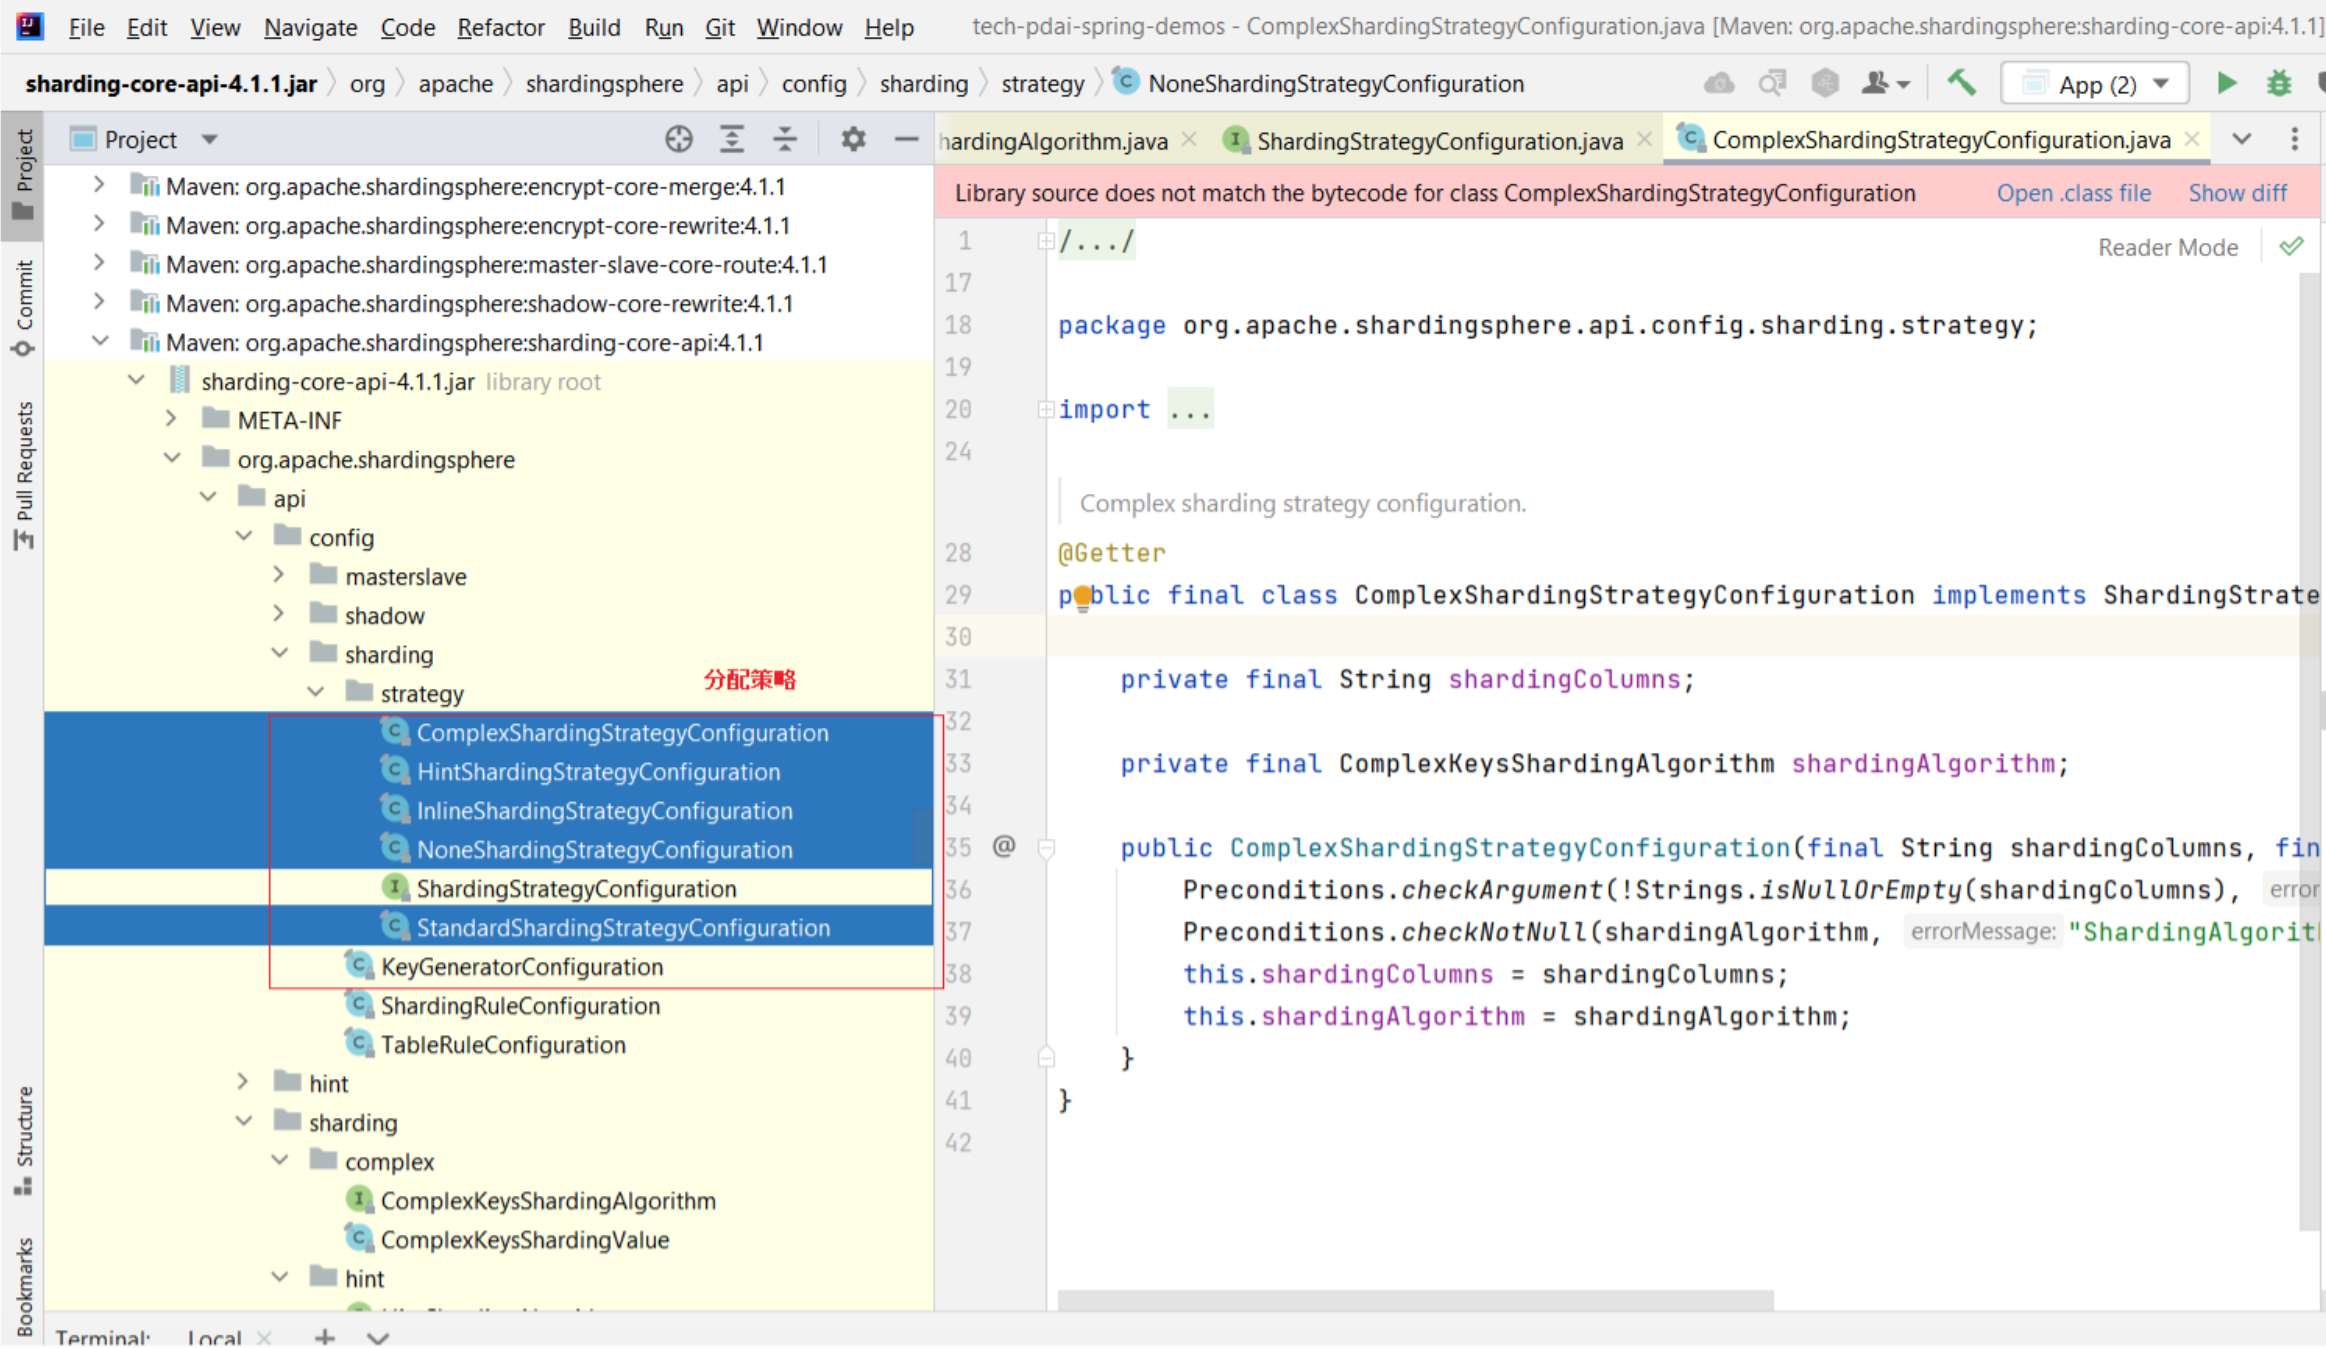 File Edit View Navigate Code Refactor Build Run Git Window Help tech-pdai-spring-demos - ComplexShardingStrategyConfiguration.java [Maven: org.apache.shardingsphere:sharding-core-api:4.1.1]
sharding-core-api-4.1.1.jar org apache shardingsphere api config sharding strategy NoneShardingStrategyConfiguration App (2)
Project
Commit
Pull Requests
Structure
Bookmarks
Project
Maven: org.apache.shardingsphere:encrypt-core-merge:4.1.1
Maven: org.apache.shardingsphere:encrypt-core-rewrite:4.1.1
Maven: org.apache.shardingsphere:master-slave-core-route:4.1.1
Maven: org.apache.shardingsphere:shadow-core-rewrite:4.1.1
Maven: org.apache.shardingsphere:sharding-core-api:4.1.1
sharding-core-api-4.1.1.jar library root
META-INF
org.apache.shardingsphere
api
config
masterslave
shadow
sharding
分配策略
strategy
ComplexShardingStrategyConfiguration
HintShardingStrategyConfiguration
InlineShardingStrategyConfiguration
NoneShardingStrategyConfiguration
ShardingStrategyConfiguration
StandardShardingStrategyConfiguration
KeyGeneratorConfiguration
ShardingRuleConfiguration
TableRuleConfiguration
hint
sharding
complex
ComplexKeysShardingAlgorithm
ComplexKeysShardingValue
hint
hardingAlgorithm.java ShardingStrategyConfiguration.java ComplexShardingStrategyConfiguration.java
Library source does not match the bytecode for class ComplexShardingStrategyConfiguration Open .class file Show diff
Reader Mode
1 /.../
17
18 package org.apache.shardingsphere.api.config.sharding.strategy;
19
20 import ...
24
Complex sharding strategy configuration.
28 @Getter
29 public final class ComplexShardingStrategyConfiguration implements ShardingStrate
30
31 private final String shardingColumns;
32
33 private final ComplexKeysShardingAlgorithm shardingAlgorithm;
34
35 @ public ComplexShardingStrategyConfiguration(final String shardingColumns, fin
36 Preconditions.checkArgument(!Strings.isNullOrEmpty(shardingColumns), error
37 Preconditions.checkNotNull(shardingAlgorithm, errorMessage: "ShardingAlgorit
38 this.shardingColumns = shardingColumns;
39 this.shardingAlgorithm = shardingAlgorithm;
40 }
41 }
42
Terminal: Local